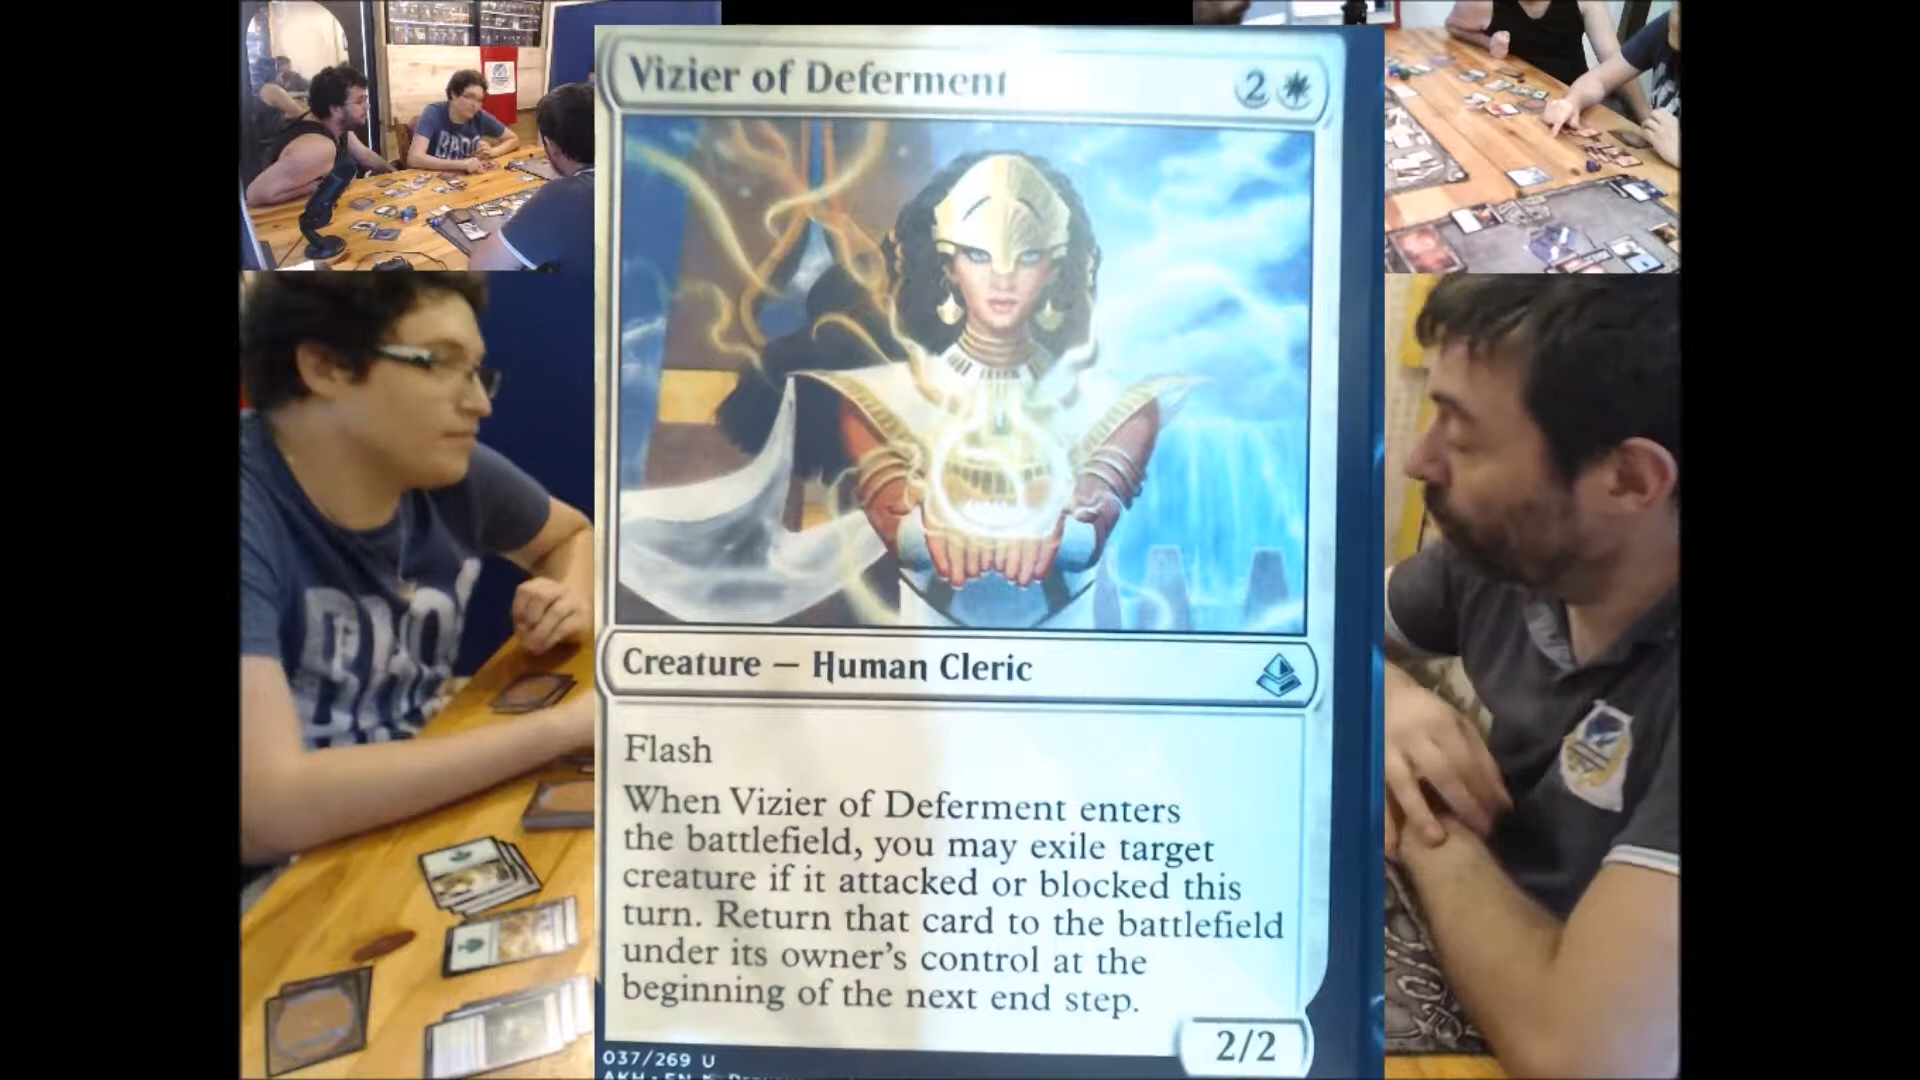 Vizier of Deferment
2
Creature — Human Cleric
Flash
When Vizier of Deferment enters
the battlefield, you may exile target
creature if it attacked or blocked this
turn. Return that card to the battlefield
under its owner's control at the
beginning of the next end step.
2/2
037/269 U
AKH • EN